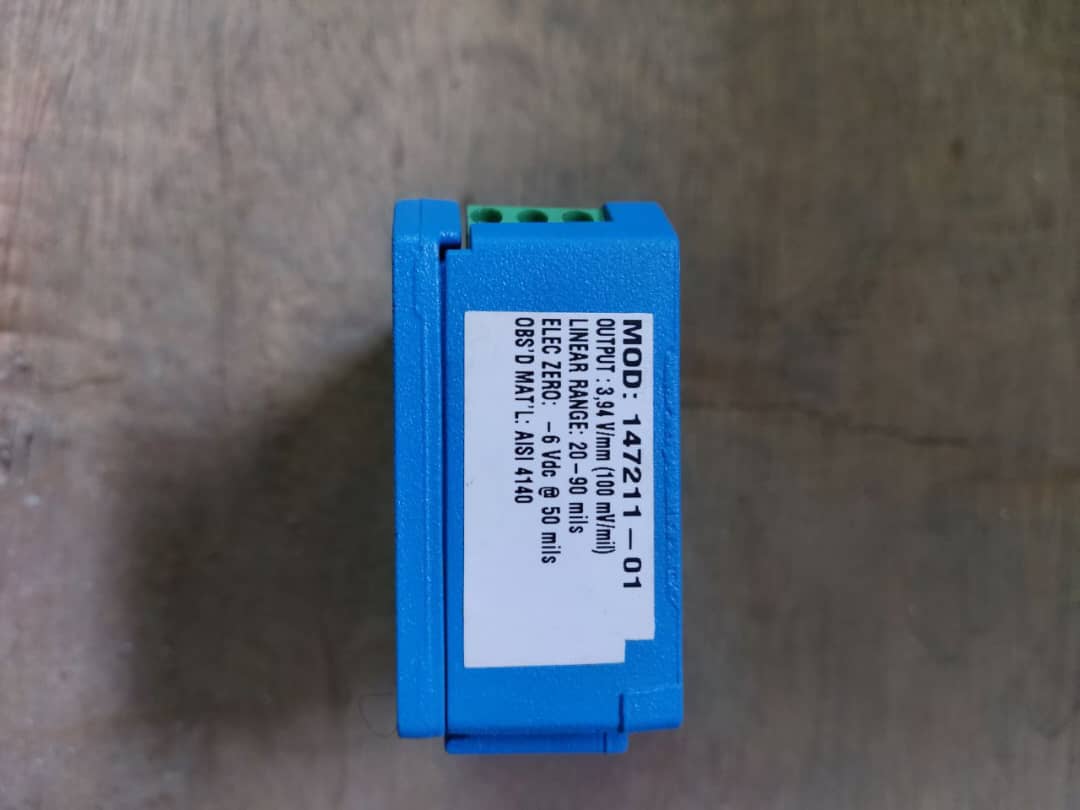 MOD: 147211-01
OUTPUT : 3,94 V/mm (100 mV/mil)
LINEAR RANGE: 20-90 mils
ELEC ZERO: -6 Vdc @ 50 mils
OBS'D MAT'L: AISI 4140